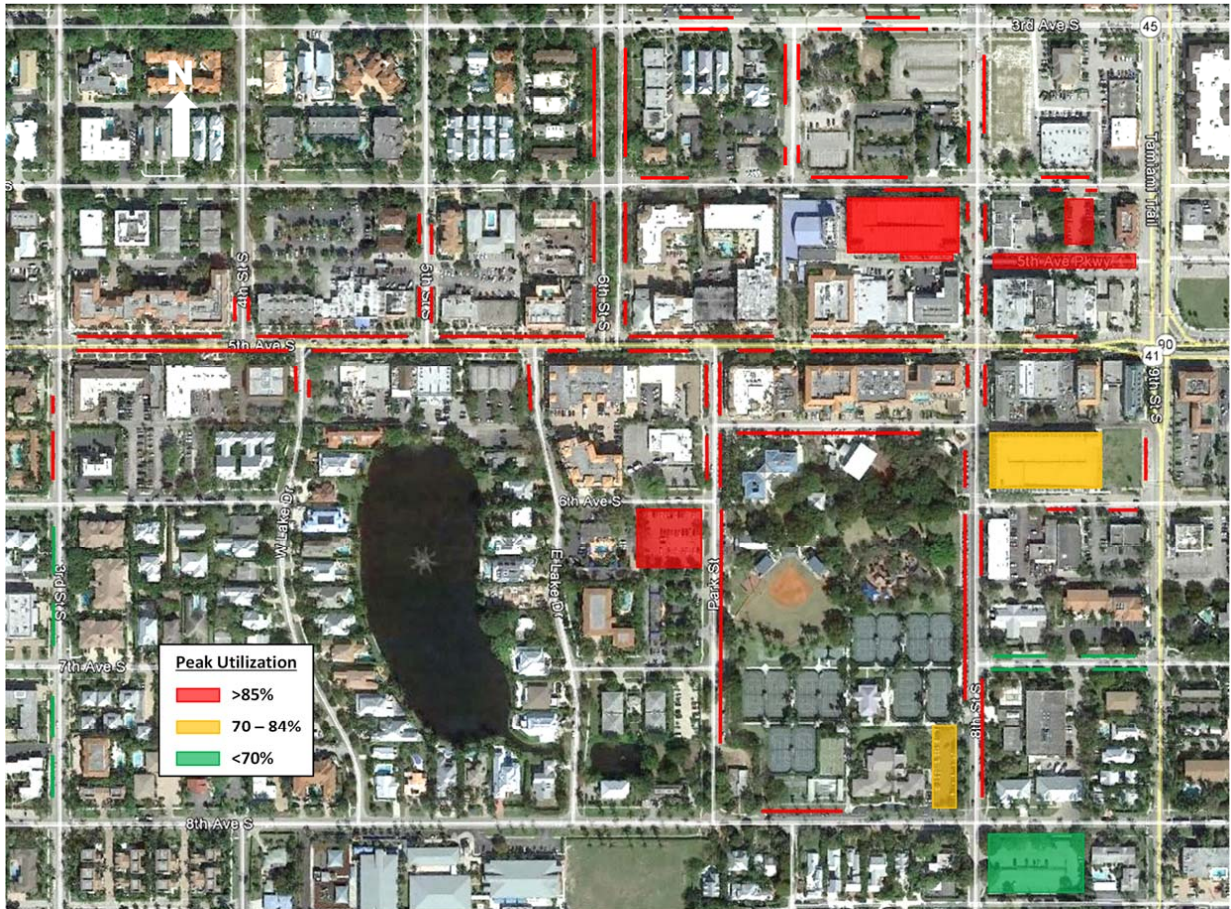 3rd Ave S
45
N
Tamiami Trail
S
4th St S
5th St S
6th St S
5th Ave Pkwy
5th Ave S
90
41
9th St S
6th Ave S
W Lake Dr
E Lake Dr
Park St
3rd St S
7th Ave S
8th St S
Peak Utilization
>85%
70 – 84%
<70%
8th Ave S